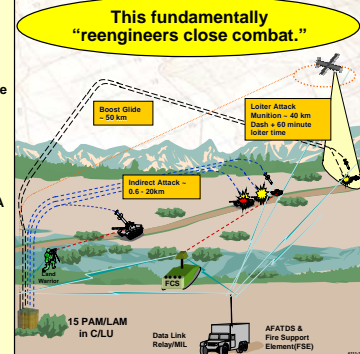 This fundamentally
“reengineers close combat.”
e
Boost Glide
~ 50 km
Loiter Attack
Munition ~ 40 km
Dash + 60 minute
loiter time
Indirect Attack ~
0.6 - 20km
A
Land
Warrior
FCS
15 PAM/LAM
in C/LU
Data Link
Relay/MIL
AFATDS &
Fire Support
Element(FSE)